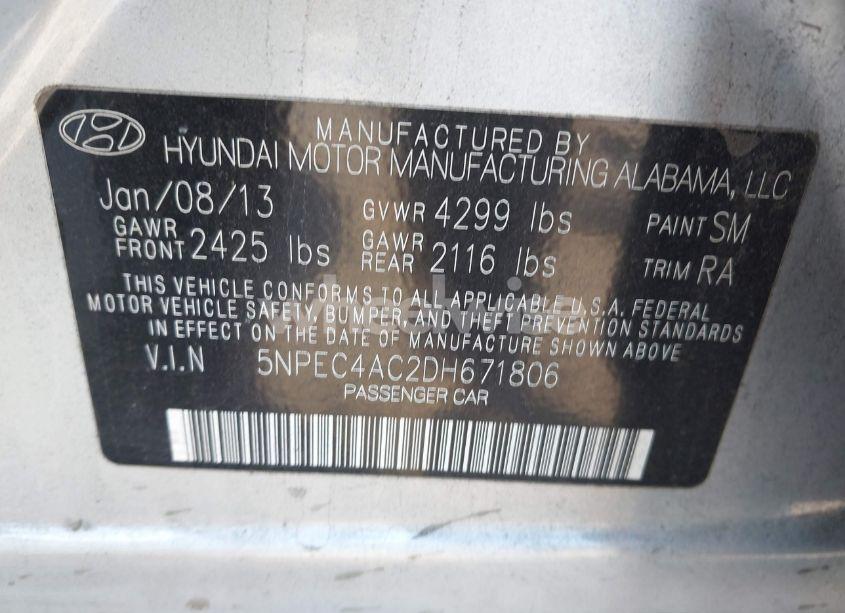 MANUFACTURED BY
HYUNDAI MOTOR MANUFACTURING ALABAMA, LLC
Jan/08/13 GVWR 4299 lbs PAINT SM
GAWR FRONT 2425 lbs GAWR REAR 2116 lbs TRIM RA
THIS VEHICLE CONFORMS TO ALL APPLICABLE U.S.A. FEDERAL
MOTOR VEHICLE SAFETY, BUMPER, AND THEFT PREVENTION STANDARDS
IN EFFECT ON THE DATE OF MANUFACTURE SHOWN ABOVE
V.I.N 5NPEC4AC2DH671806
PASSENGER CAR